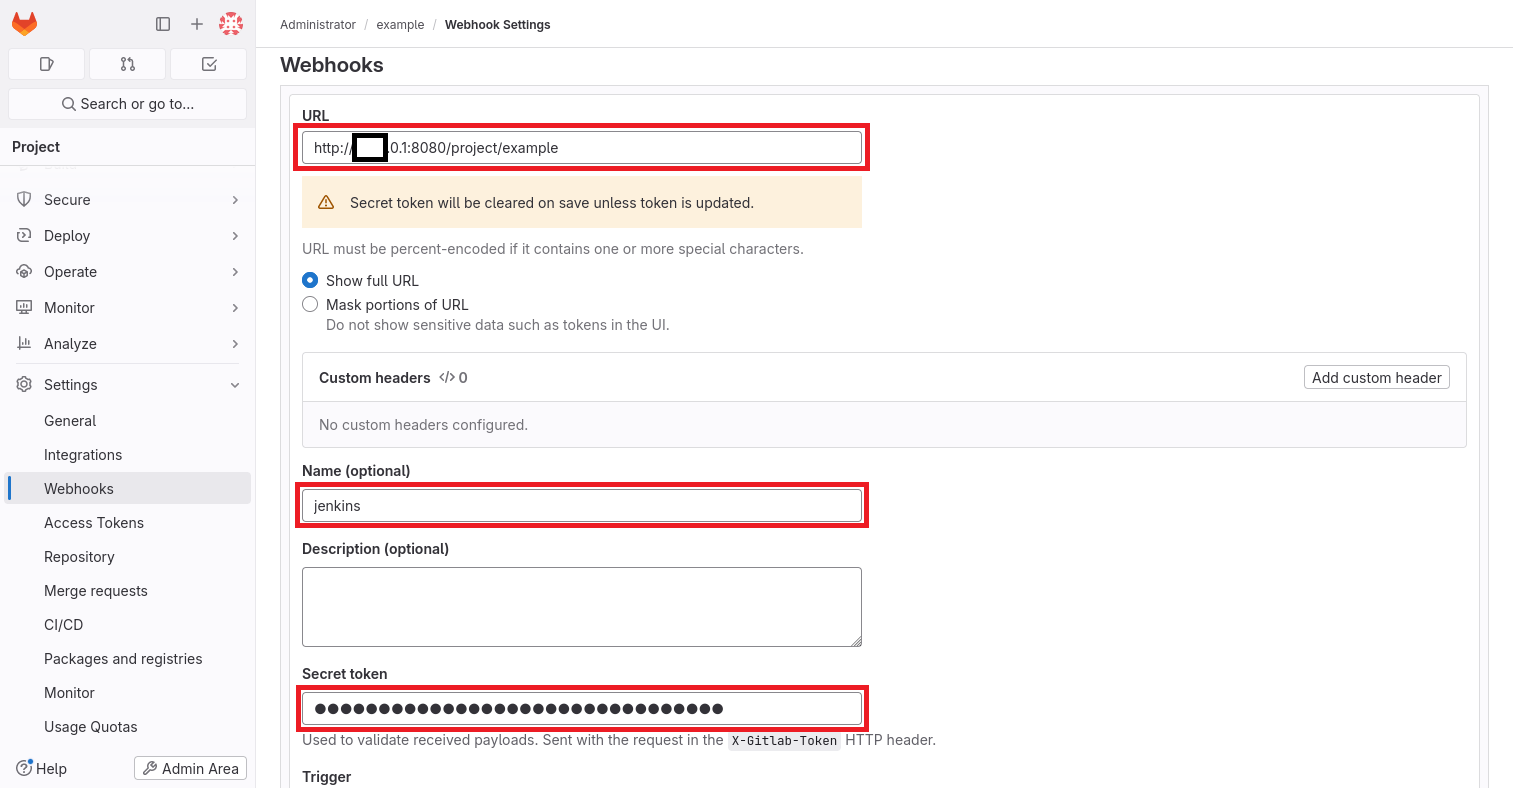 Administrator / example / Webhook Settings
Search or go to...
Project
Secure
Deploy
Operate
Monitor
Analyze
Settings
General
Integrations
Webhooks
Access Tokens
Repository
Merge requests
CI/CD
Packages and registries
Monitor
Usage Quotas
Help
Admin Area
Webhooks
URL
http:// .0.1:8080/project/example
Secret token will be cleared on save unless token is updated.
URL must be percent-encoded if it contains one or more special characters.
Show full URL
Mask portions of URL
Do not show sensitive data such as tokens in the UI.
Custom headers </> 0
Add custom header
No custom headers configured.
Name (optional)
jenkins
Description (optional)
Secret token
Used to validate received payloads. Sent with the request in the X-Gitlab-Token HTTP header.
Trigger